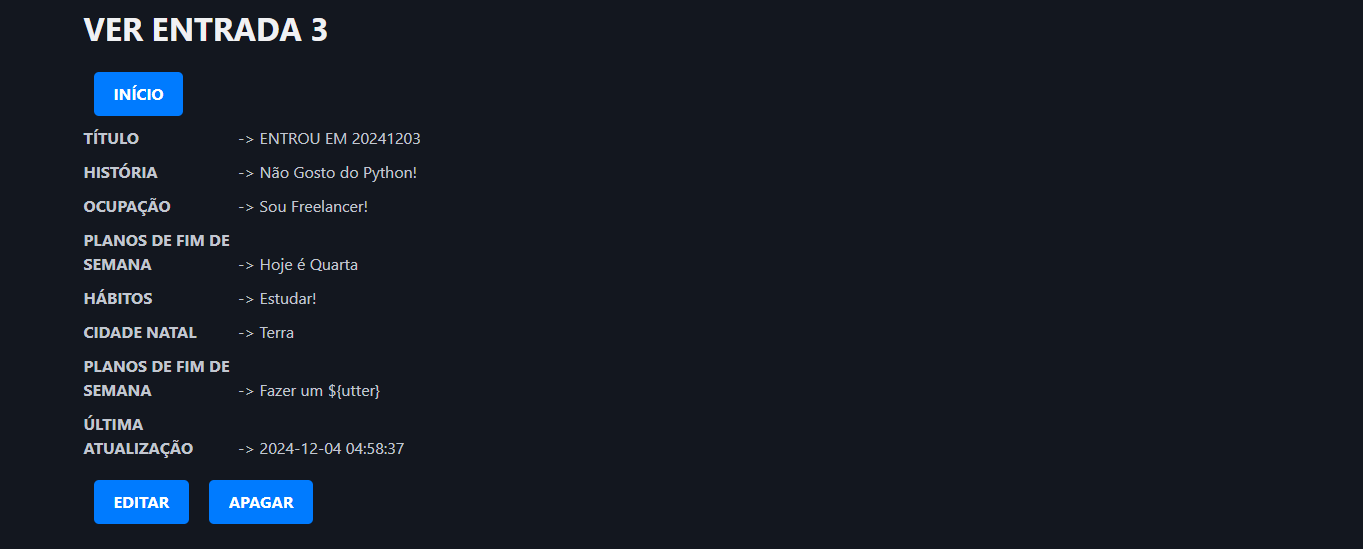 VER ENTRADA 3
INÍCIO
TÍTULO -> ENTROU EM 20241203
HISTÓRIA -> Não Gosto do Python!
OCUPAÇÃO -> Sou Freelancer!
PLANOS DE FIM DE
SEMANA -> Hoje é Quarta
HÁBITOS -> Estudar!
CIDADE NATAL -> Terra
PLANOS DE FIM DE
SEMANA -> Fazer um ${utter}
ÚLTIMA
ATUALIZAÇÃO -> 2024-12-04 04:58:37
EDITAR APAGAR